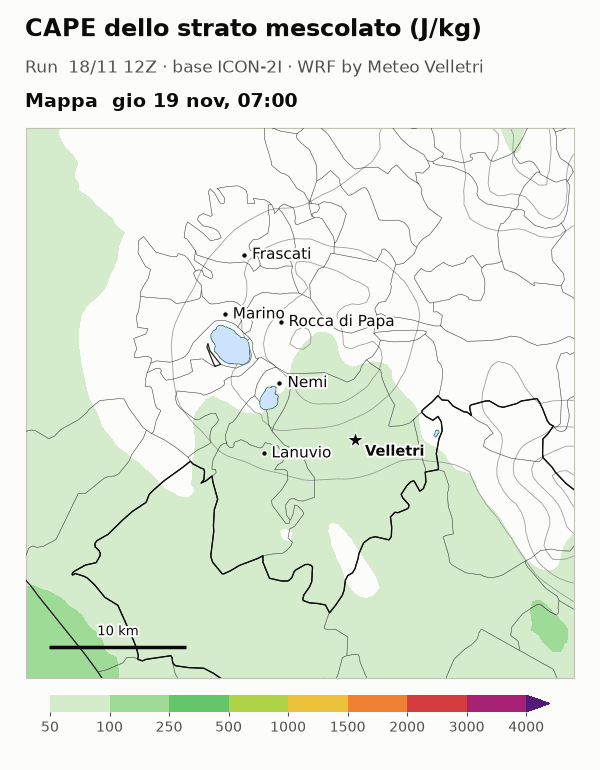 CAPE dello strato mescolato (J/kg)
Run  18/11 12Z · base ICON-2I · WRF by Meteo Velletri
Mappa  gio 19 nov, 07:00
Frascati
Marino
Rocca di Papa
Nemi
Lanuvio
Velletri
10 km
50 100 250 500 1000 1500 2000 3000 4000